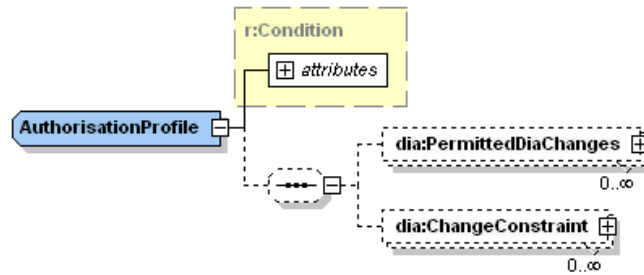 r:Condition
attributes
AuthorisationProfile
dia:PermittedDiaChanges
0..∞
dia:ChangeConstraint
0..∞